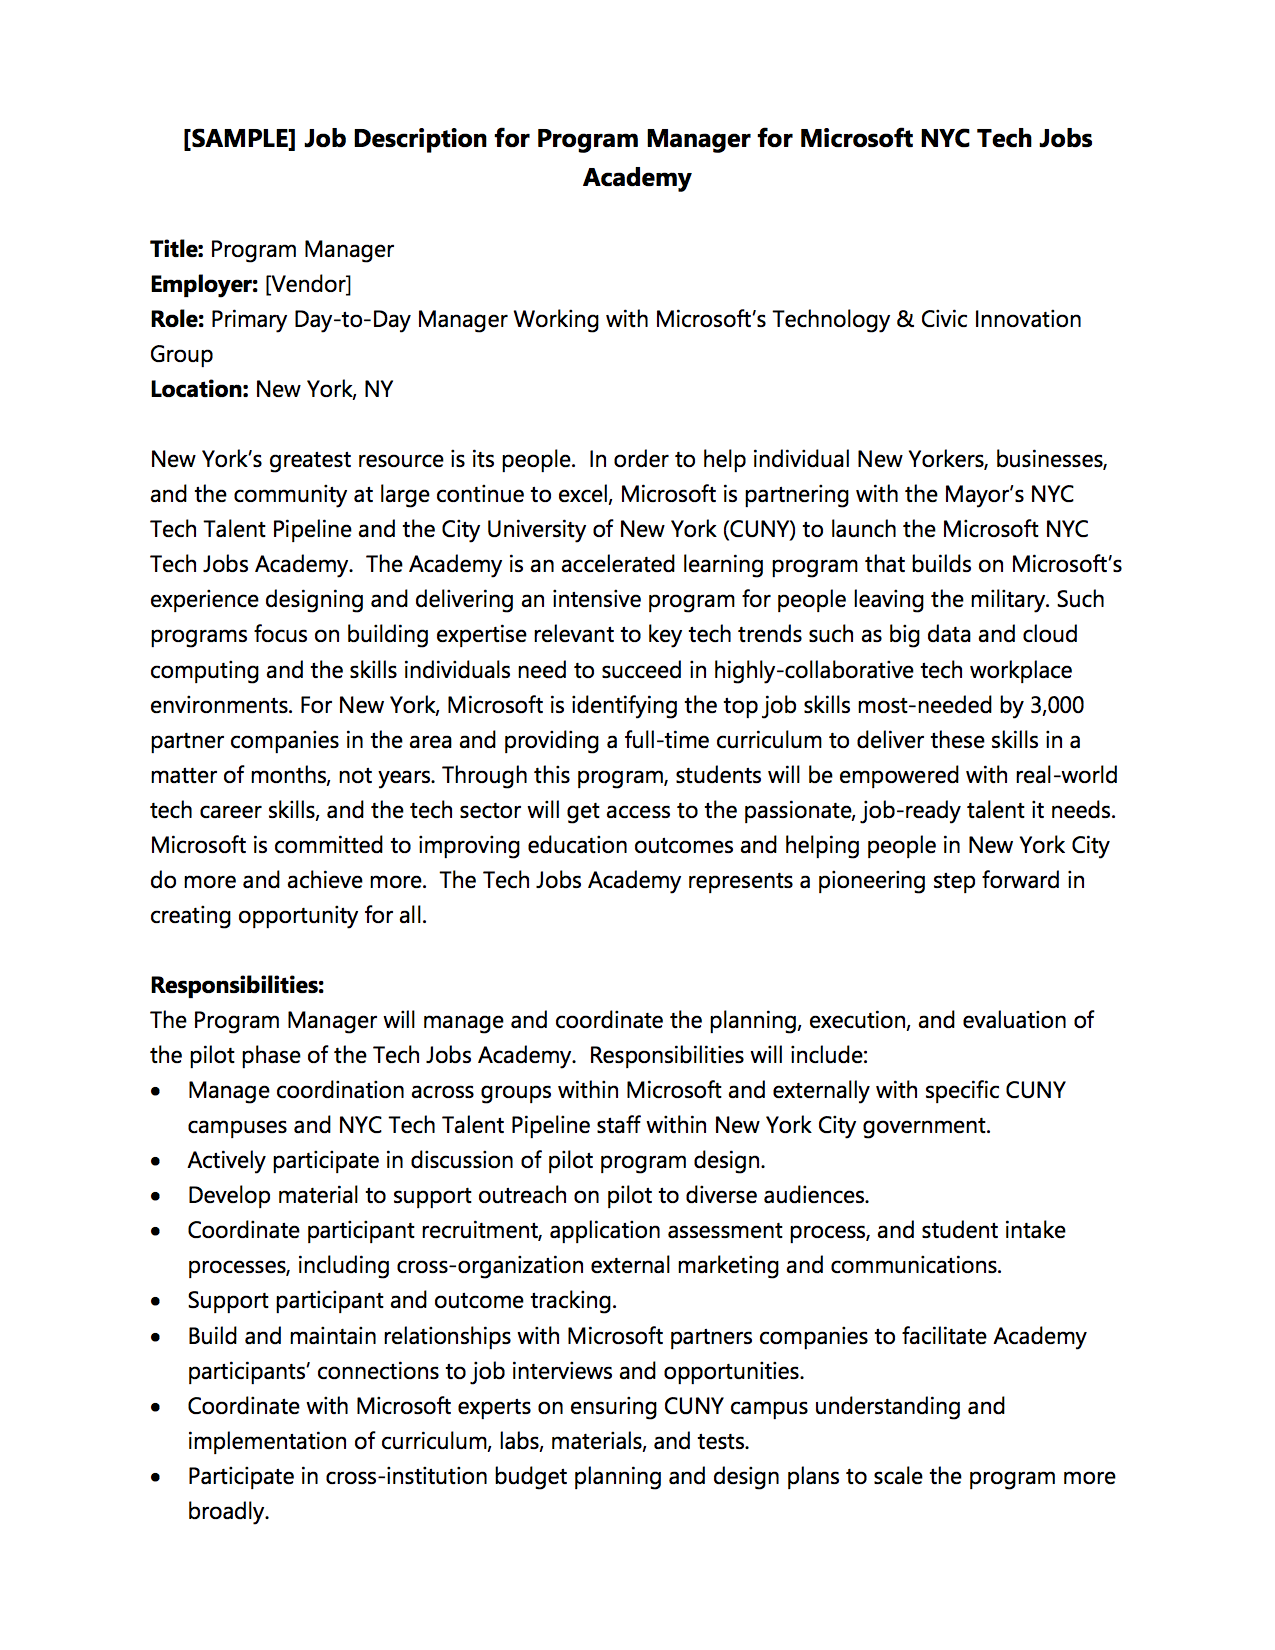 [SAMPLE] Job Description for Program Manager for Microsoft NYC Tech Jobs
Academy
Title: Program Manager
Employer: [Vendor]
Role: Primary Day-to-Day Manager Working with Microsoft’s Technology & Civic Innovation
Group
Location: New York, NY
New York’s greatest resource is its people.  In order to help individual New Yorkers, businesses,
and the community at large continue to excel, Microsoft is partnering with the Mayor’s NYC
Tech Talent Pipeline and the City University of New York (CUNY) to launch the Microsoft NYC
Tech Jobs Academy.  The Academy is an accelerated learning program that builds on Microsoft’s
experience designing and delivering an intensive program for people leaving the military. Such
programs focus on building expertise relevant to key tech trends such as big data and cloud
computing and the skills individuals need to succeed in highly-collaborative tech workplace
environments. For New York, Microsoft is identifying the top job skills most-needed by 3,000
partner companies in the area and providing a full-time curriculum to deliver these skills in a
matter of months, not years. Through this program, students will be empowered with real-world
tech career skills, and the tech sector will get access to the passionate, job-ready talent it needs.
Microsoft is committed to improving education outcomes and helping people in New York City
do more and achieve more.  The Tech Jobs Academy represents a pioneering step forward in
creating opportunity for all.
Responsibilities:
The Program Manager will manage and coordinate the planning, execution, and evaluation of
the pilot phase of the Tech Jobs Academy.  Responsibilities will include:
• Manage coordination across groups within Microsoft and externally with specific CUNY
campuses and NYC Tech Talent Pipeline staff within New York City government.
• Actively participate in discussion of pilot program design.
• Develop material to support outreach on pilot to diverse audiences.
• Coordinate participant recruitment, application assessment process, and student intake
processes, including cross-organization external marketing and communications.
• Support participant and outcome tracking.
• Build and maintain relationships with Microsoft partners companies to facilitate Academy
participants’ connections to job interviews and opportunities.
• Coordinate with Microsoft experts on ensuring CUNY campus understanding and
implementation of curriculum, labs, materials, and tests.
• Participate in cross-institution budget planning and design plans to scale the program more
broadly.